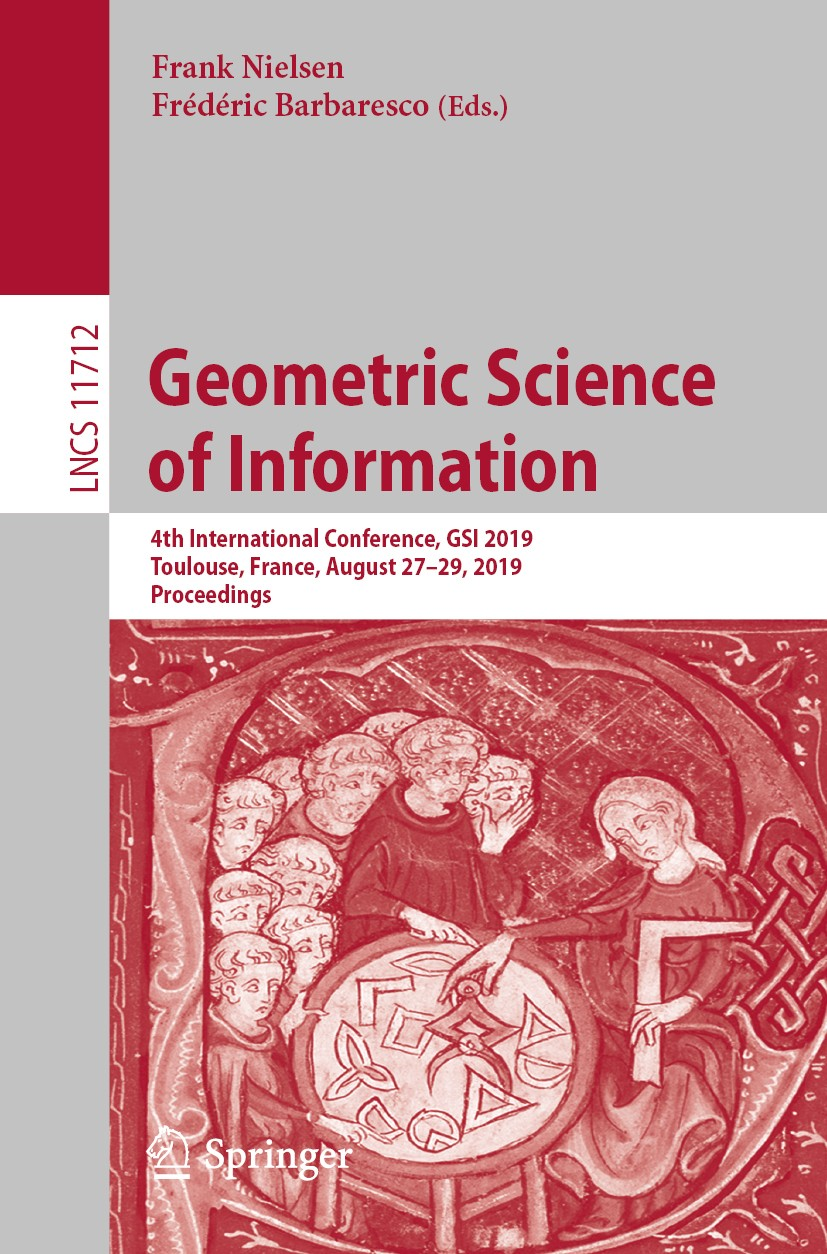 Frank Nielsen
Frédéric Barbaresco (Eds.)
LNCS 11712
Geometric Science
of Information
4th International Conference, GSI 2019
Toulouse, France, August 27–29, 2019
Proceedings
Springer